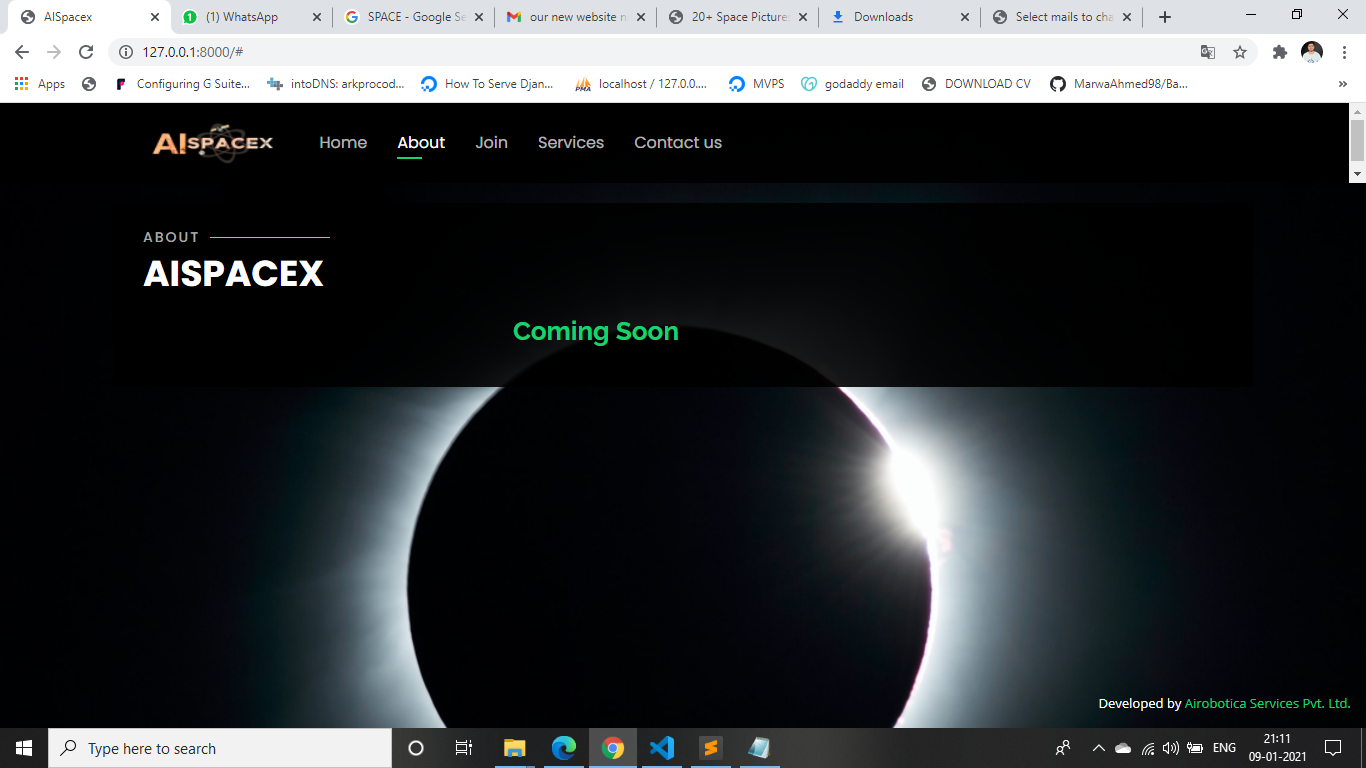 AISpacex
(1) WhatsApp
SPACE - Google Se
our new website n
20+ Space Pictures
Downloads
Select mails to cha
127.0.0.1:8000/#
Apps
Configuring G Suite...
intoDNS: arkprocod...
How To Serve Djan...
localhost / 127.0.0....
MVPS
godaddy email
DOWNLOAD CV
MarwaAhmed98/Ba...
»
AISPACEX
Home
About
Join
Services
Contact us
ABOUT
AISPACEX
Coming Soon
Developed by Airobotica Services Pvt. Ltd.
Type here to search
ENG
21:11
09-01-2021